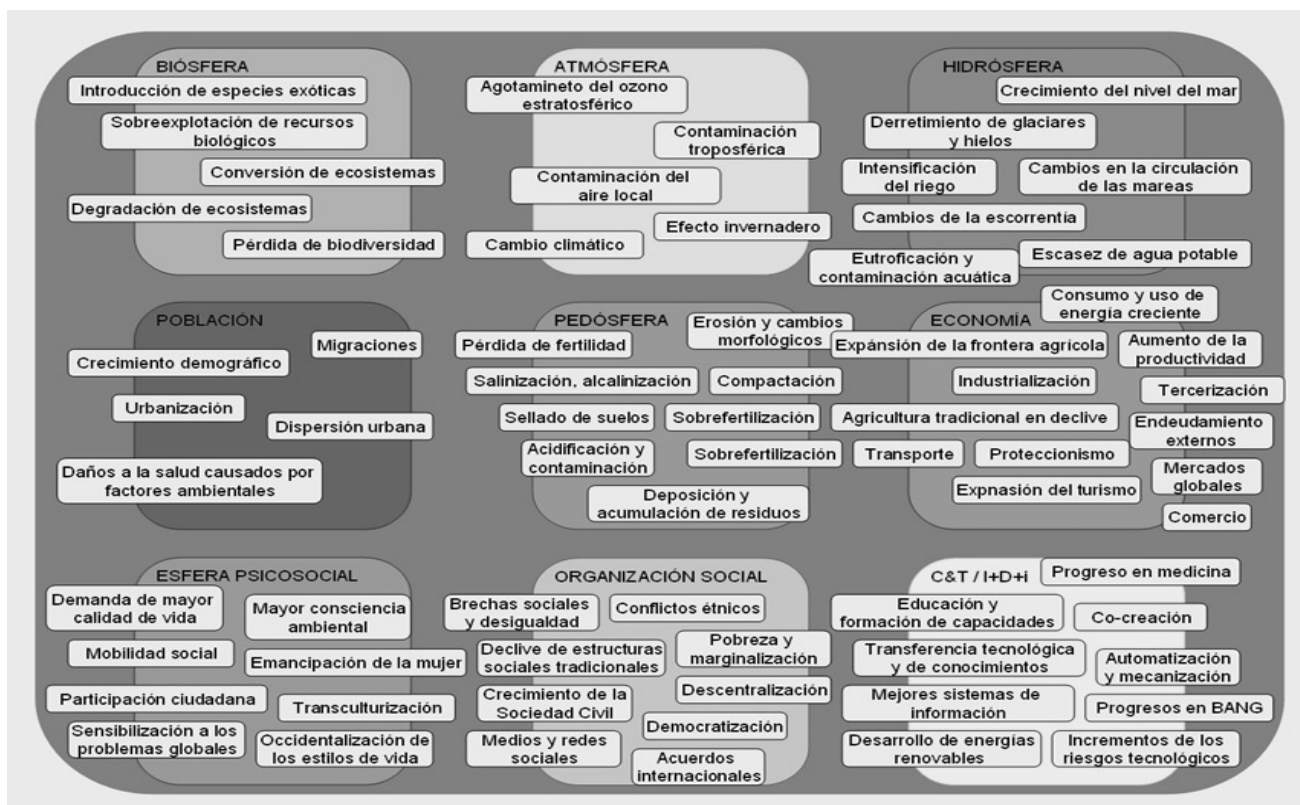 BIÓSFERA
Introducción de especies exóticas
Sobreexplotación de recursos
biológicos
Conversión de ecosistemas
Degradación de ecosistemas
Pérdida de biodiversidad
ATMÓSFERA
Agotamineto del ozono
estratosférico
Contaminación
troposférica
Contaminación del
aire local
Efecto invernadero
Cambio climático
HIDRÓSFERA
Crecimiento del nivel del mar
Derretimiento de glaciares
y hielos
Intensificación
del riego
Cambios en la circulación
de las mareas
Cambios de la escorrentía
Eutroficación y
contaminación acuática
Escasez de agua potable
POBLACIÓN
Migraciones
Crecimiento demográfico
Urbanización
Dispersión urbana
Daños a la salud causados por
factores ambientales
PEDÓSFERA
Erosión y cambios
morfológicos
Pérdida de fertilidad
Salinización, alcalinización
Compactación
Sellado de suelos
Sobrefertilización
Acidificación y
contaminación
Sobrefertilización
Deposición y
acumulación de residuos
ECONOMÍA
Consumo y uso de
energía creciente
Expánsión de la frontera agrícola
Aumento de la
productividad
Industrialización
Tercerización
Agricultura tradicional en declive
Endeudamiento
externos
Transporte
Proteccionismo
Mercados
globales
Expnasión del turismo
Comercio
ESFERA PSICOSOCIAL
Demanda de mayor
calidad de vida
Mayor consciencia
ambiental
Mobilidad social
Emancipación de la mujer
Participación ciudadana
Transculturización
Sensibilización a los
problemas globales
Occidentalización de
los estilos de vida
ORGANIZACIÓN SOCIAL
Brechas sociales
y desigualdad
Conflictos étnicos
Declive de estructuras
sociales tradicionales
Pobreza y
marginalización
Crecimiento de la
Sociedad Civil
Descentralización
Democratización
Medios y redes
sociales
Acuerdos
internacionales
C&T / I+D+i
Progreso en medicina
Educación y
formación de capacidades
Co-creación
Transferencia tecnológica
y de conocimientos
Automatización
y mecanización
Mejores sistemas de
información
Progresos en BANG
Desarrollo de energías
renovables
Incrementos de los
riesgos tecnológicos